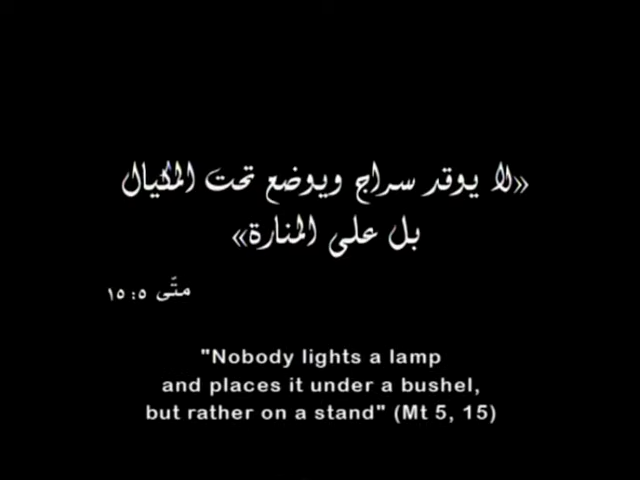 «لا يوقد سراج ويوضع تحت المكيال
بل على المنارة»
متّى ٥: ١٥
"Nobody lights a lamp
and places it under a bushel,
but rather on a stand" (Mt 5, 15)